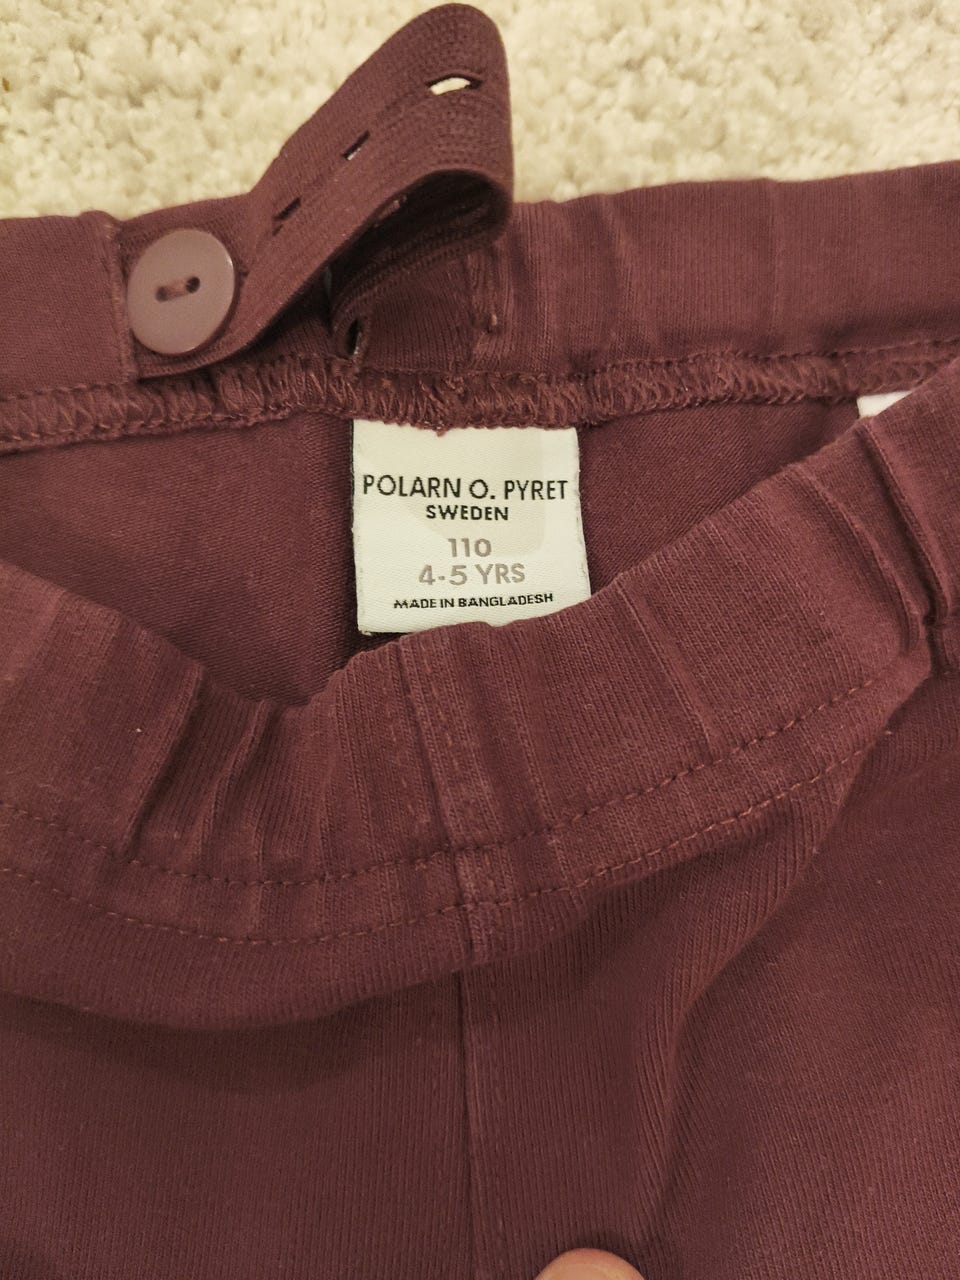 POLARN O. PYRET
SWEDEN
110
4-5 YRS
MADE IN BANGLADESH